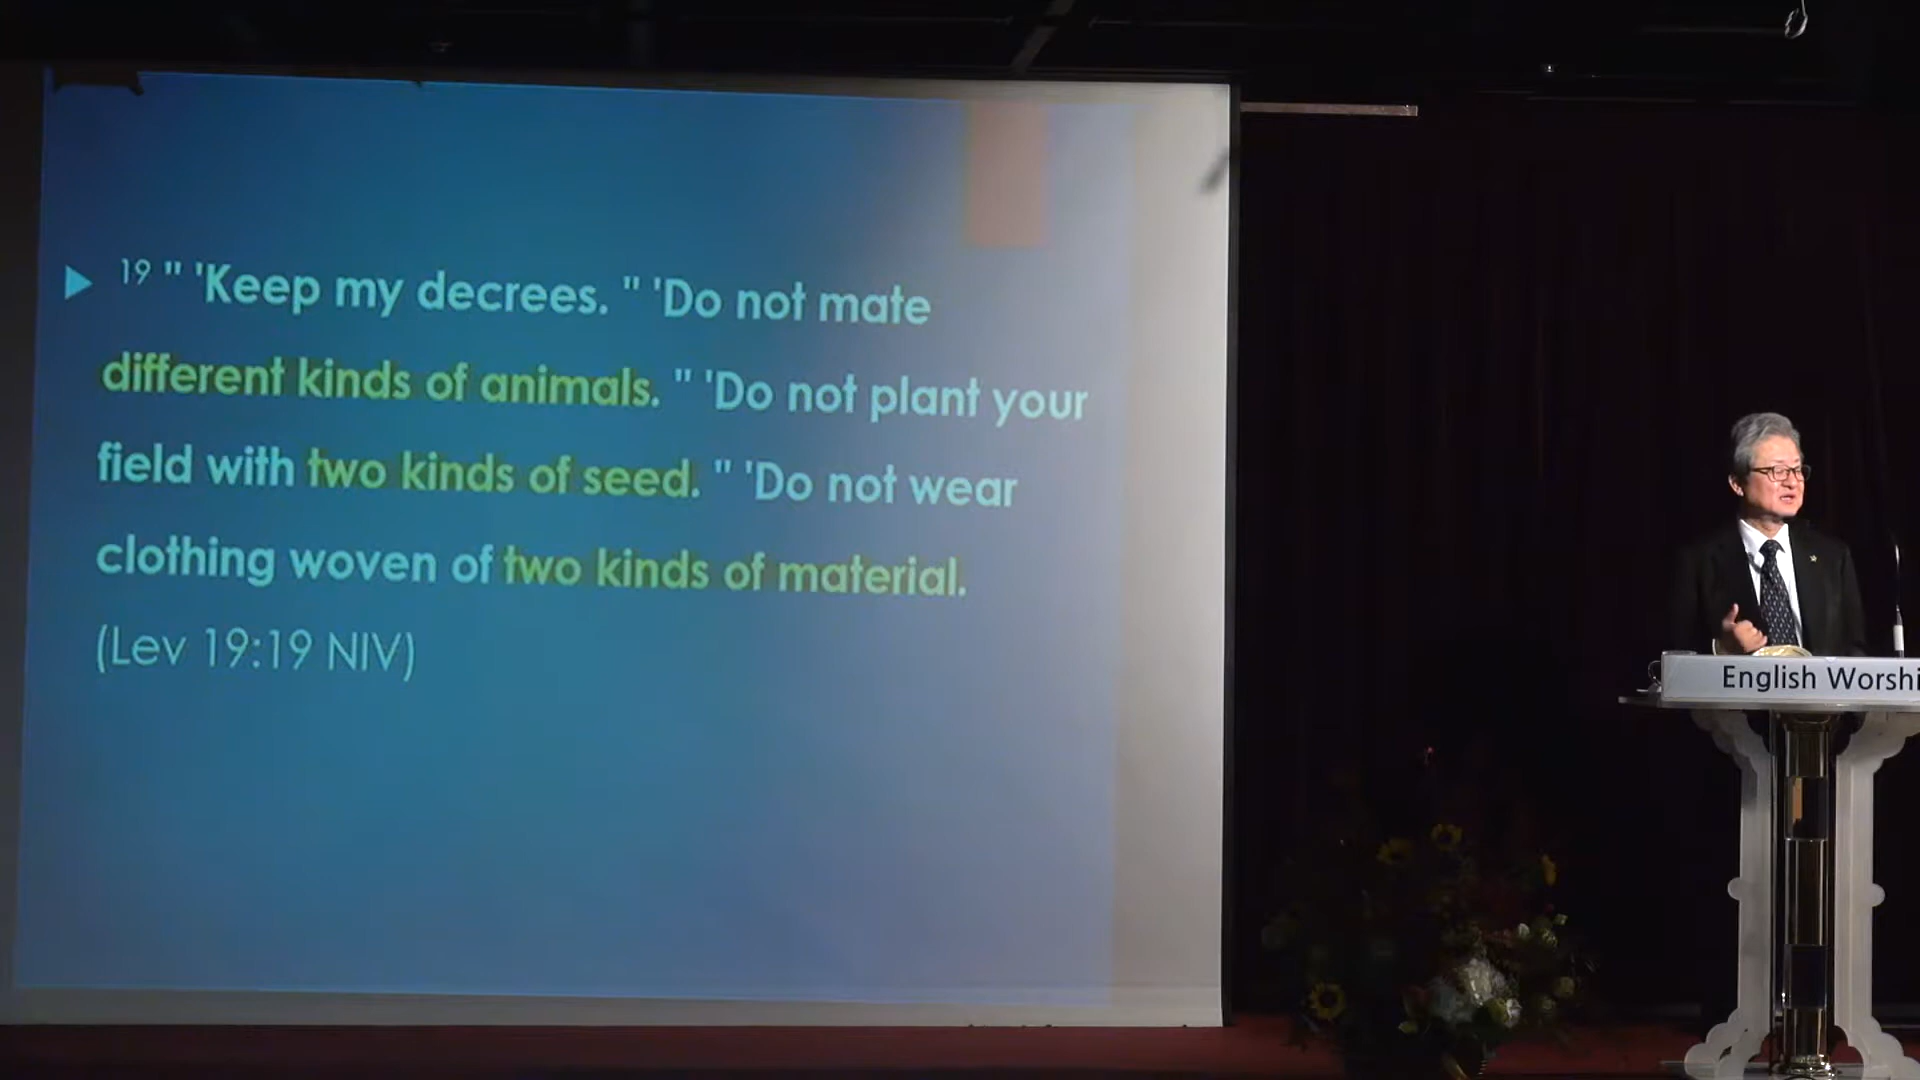 19 " 'Keep my decrees. " 'Do not mate
different kinds of animals. " 'Do not plant your
field with two kinds of seed. " 'Do not wear
clothing woven of two kinds of material.
(Lev 19:19 NIV)
English Worshi